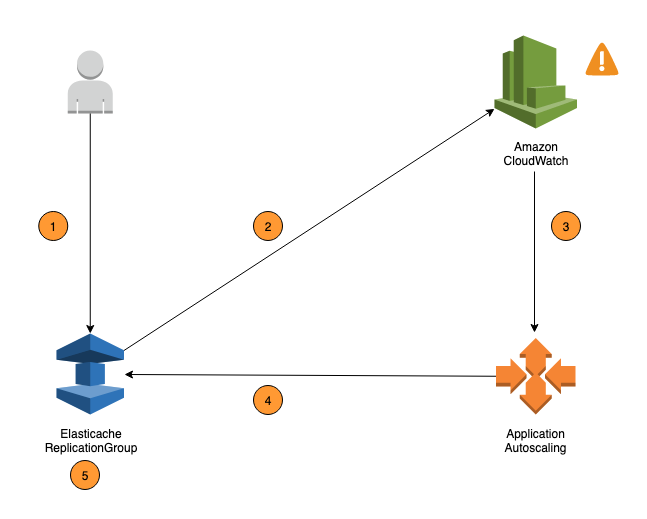 Amazon
CloudWatch
1
2
3
4
Elasticache
ReplicationGroup
Application
Autoscaling
5